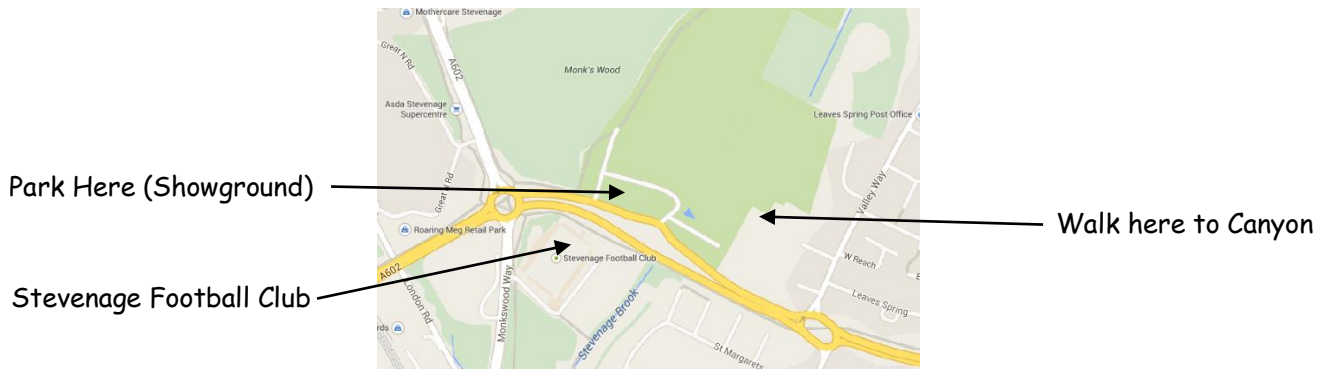 Mothercare Stevenage
Great N Rd
A602
Monk's Wood
Asda Stevenage
Supercentre
Leaves Spring Post Office
Park Here (Showground)
Great N Rd
Valley Way
Walk here to Canyon
Roaring Meg Retail Park
Stevenage Football Club
W Reach
A602
Stevenage Football Club
London Rd
Monkswood Way
Stevenage Brook
Leaves Spring
St Margarets
rds